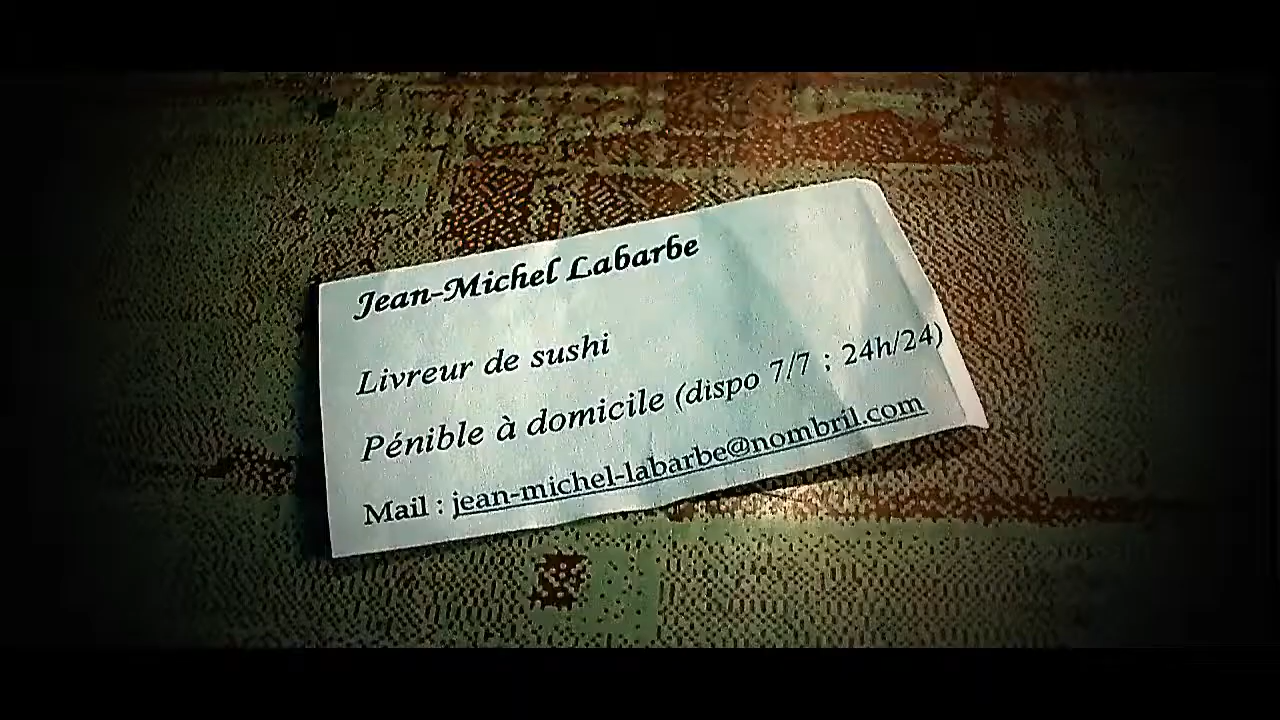 Jean-Michel Labarbe
Livreur de sushi
Pénible à domicile (dispo 7/7 ; 24h/24)
Mail : jean-michel-labarbe@nombril.com